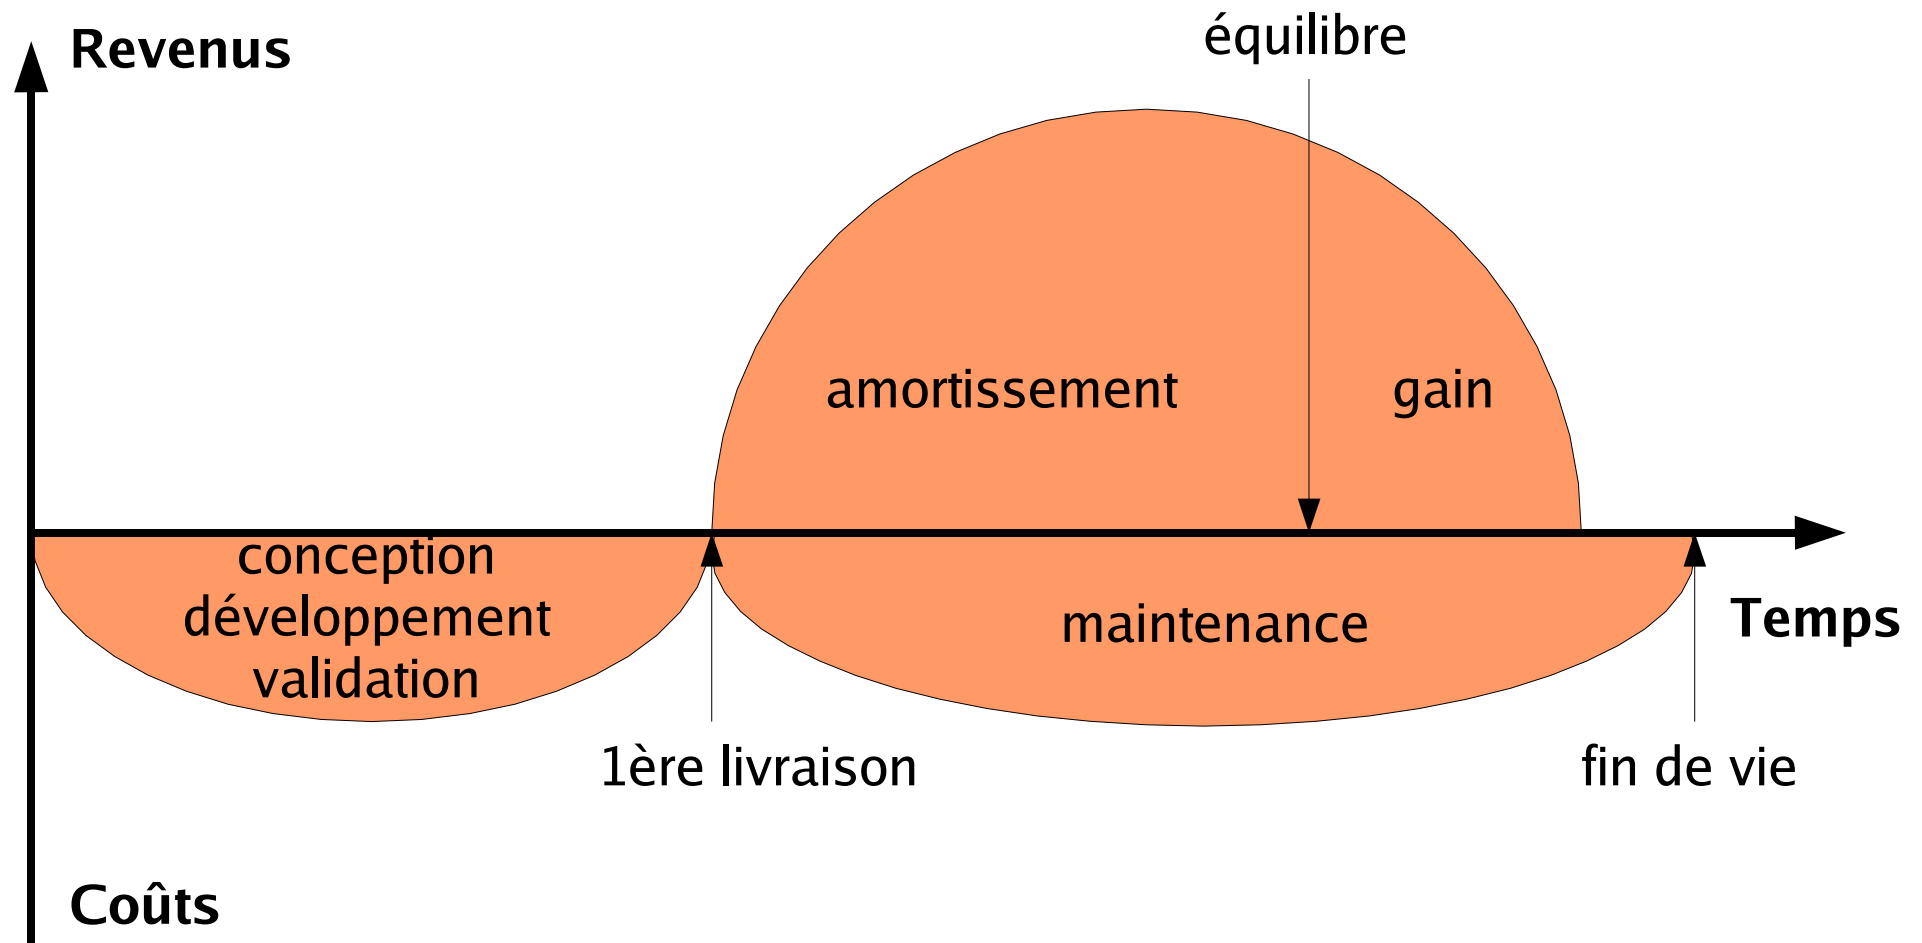 équilibre
Revenus
amortissement
gain
conception
développement
validation
maintenance
Temps
1ère livraison
fin de vie
Coûts